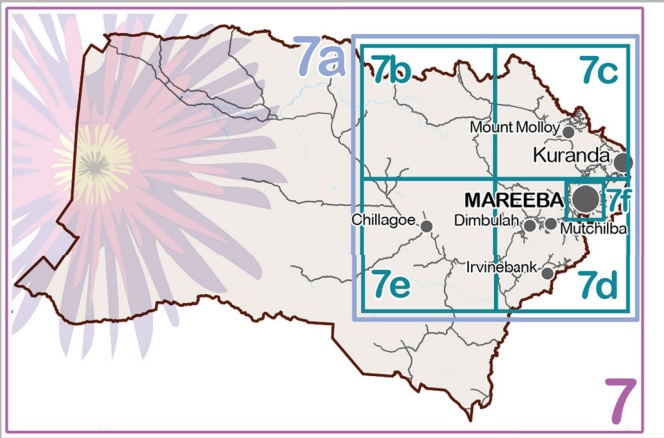 7a
7b
7c
Mount Molloy
Kuranda
MAREEBA
7f
Chillagoe
Dimbulah
Mutchilba
Irvinebank
7e
7d
7